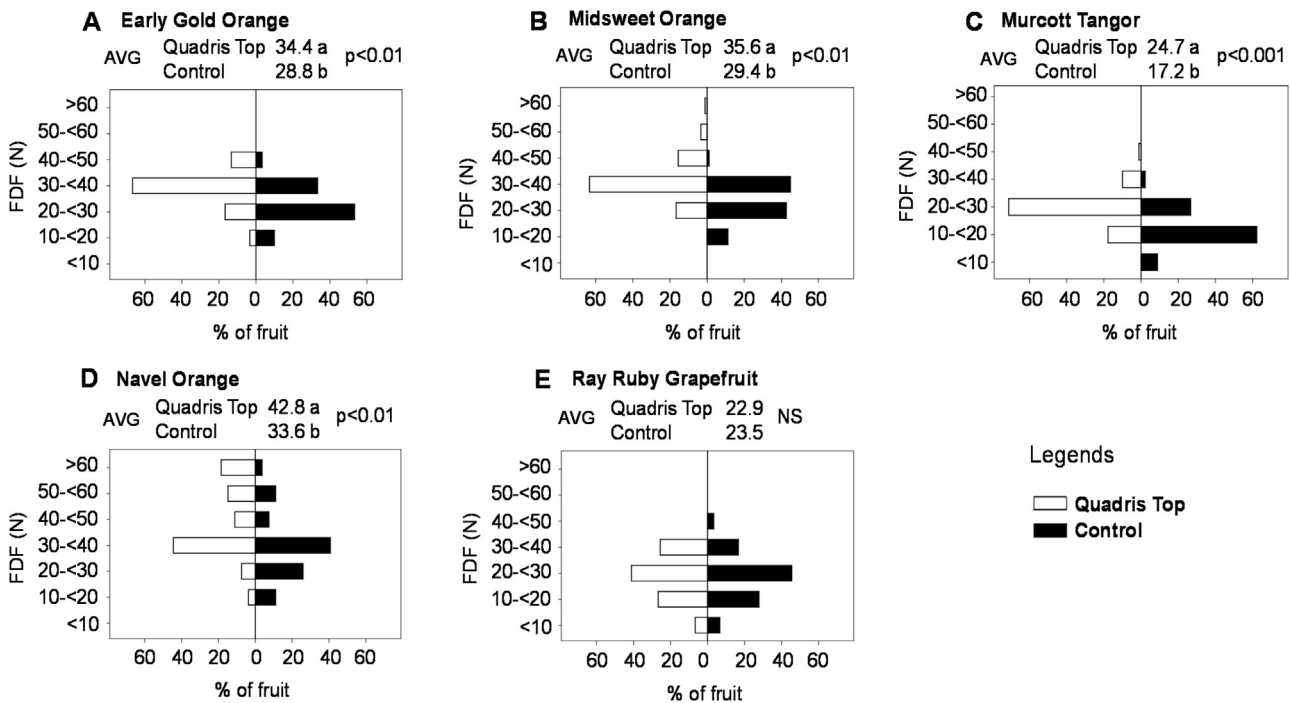 A Early Gold Orange
AVG Quadris Top 34.4 a p<0.01
Control 28.8 b
FDF (N)
>60
50-<60
40-<50
30-<40
20-<30
10-<20
<10
60 40 20 0 20 40 60
% of fruit
B Midsweet Orange
AVG Quadris Top 35.6 a p<0.01
Control 29.4 b
FDF (N)
>60
50-<60
40-<50
30-<40
20-<30
10-<20
<10
60 40 20 0 20 40 60
% of fruit
C Murcott Tangor
AVG Quadris Top 24.7 a p<0.001
Control 17.2 b
FDF (N)
>60
50-<60
40-<50
30-<40
20-<30
10-<20
<10
60 40 20 0 20 40 60
% of fruit
D Navel Orange
AVG Quadris Top 42.8 a p<0.01
Control 33.6 b
FDF (N)
>60
50-<60
40-<50
30-<40
20-<30
10-<20
<10
60 40 20 0 20 40 60
% of fruit
E Ray Ruby Grapefruit
AVG Quadris Top 22.9 NS
Control 23.5
FDF (N)
>60
50-<60
40-<50
30-<40
20-<30
10-<20
<10
60 40 20 0 20 40 60
% of fruit
Legends
Quadris Top
Control